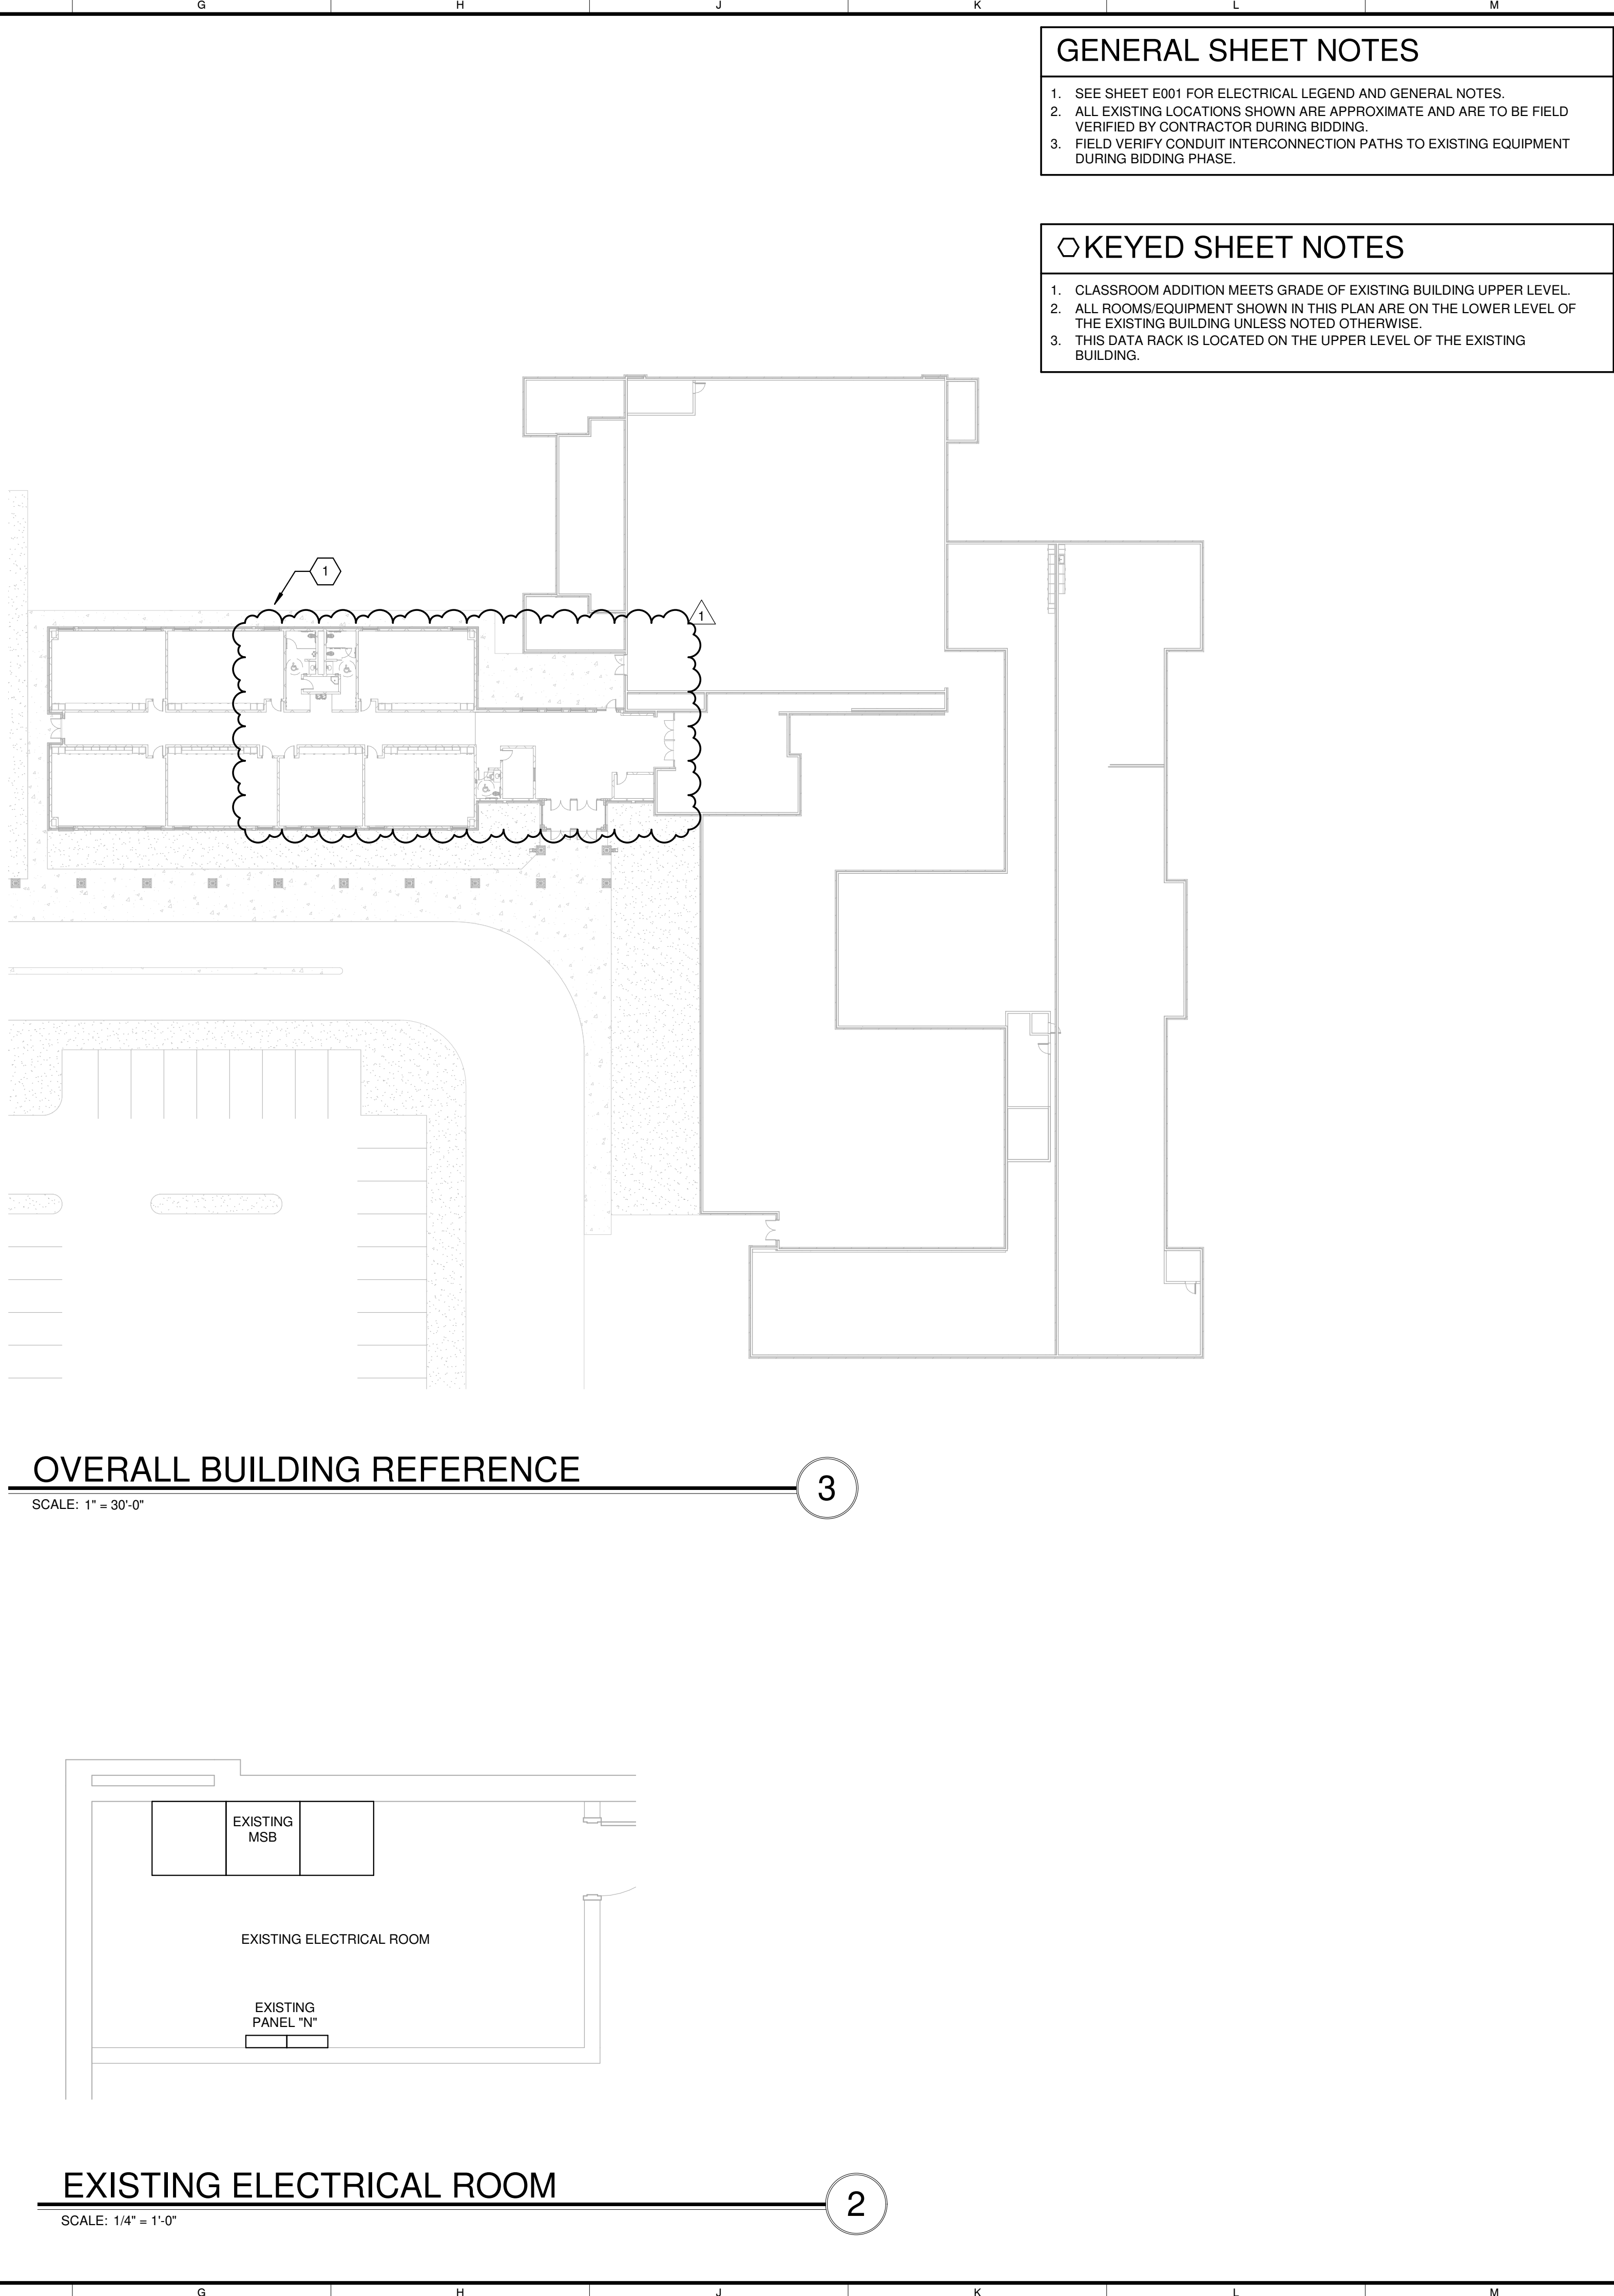 G H J K L M
GENERAL SHEET NOTES
1. SEE SHEET E001 FOR ELECTRICAL LEGEND AND GENERAL NOTES.
2. ALL EXISTING LOCATIONS SHOWN ARE APPROXIMATE AND ARE TO BE FIELD
VERIFIED BY CONTRACTOR DURING BIDDING.
3. FIELD VERIFY CONDUIT INTERCONNECTION PATHS TO EXISTING EQUIPMENT
DURING BIDDING PHASE.
KEYED SHEET NOTES
1. CLASSROOM ADDITION MEETS GRADE OF EXISTING BUILDING UPPER LEVEL.
2. ALL ROOMS/EQUIPMENT SHOWN IN THIS PLAN ARE ON THE LOWER LEVEL OF
THE EXISTING BUILDING UNLESS NOTED OTHERWISE.
3. THIS DATA RACK IS LOCATED ON THE UPPER LEVEL OF THE EXISTING
BUILDING.
1
1
OVERALL BUILDING REFERENCE
3
SCALE: 1" = 30'-0"
EXISTING
MSB
EXISTING ELECTRICAL ROOM
EXISTING
PANEL "N"
EXISTING ELECTRICAL ROOM
2
SCALE: 1/4" = 1'-0"
G H J K L M